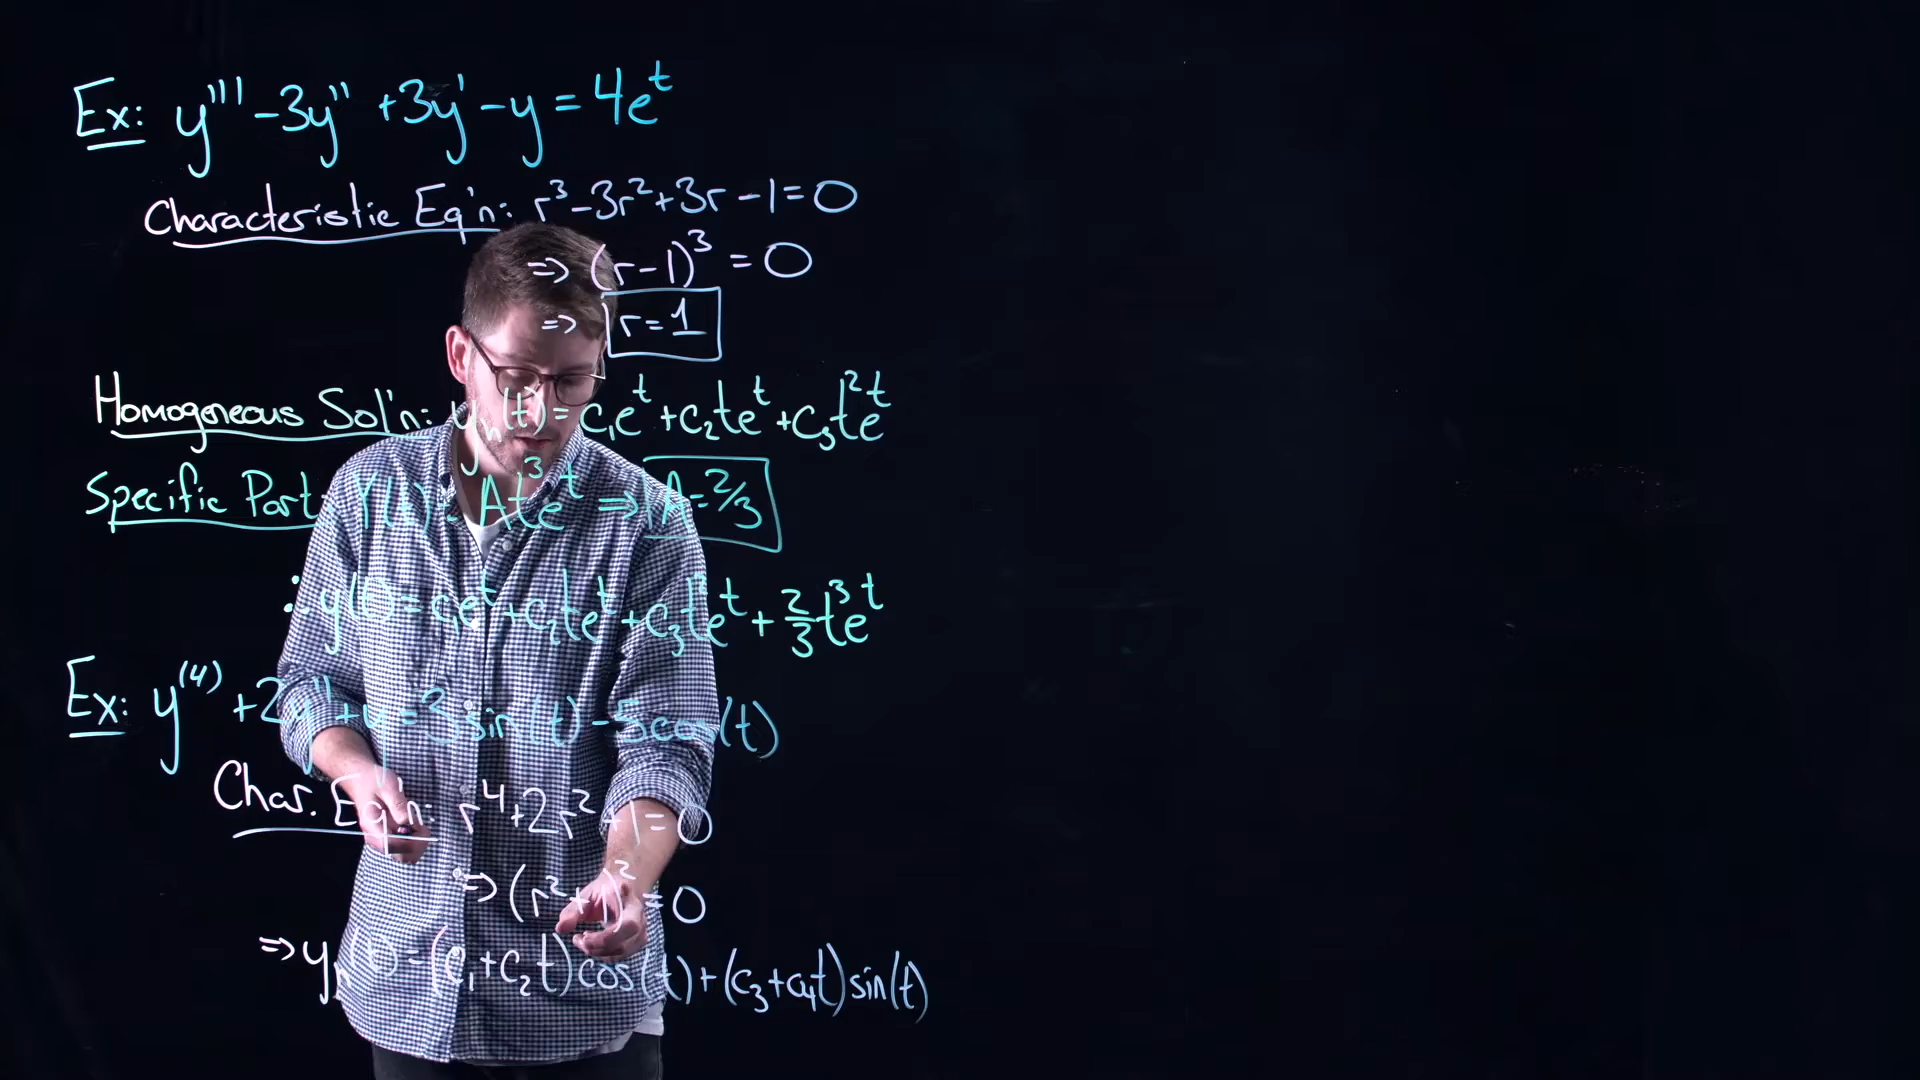 Ex: y''' - 3y'' + 3y' - y = 4e^t
Characteristic Eq'n: r^3 - 3r^2 + 3r - 1 = 0
=> (r-1)^3 = 0
=> r = 1
Homogeneous Sol'n: y_h(t) = c_1e^t + c_2te^t + c_3t^2e^t
Specific Part: Y(t) = At^3e^t => A = 2/3
∴ y(t) = c_1e^t + c_2te^t + c_3t^2e^t + 2/3 t^3e^t
Ex: y^(4) + 2y'' + y = 3sin(t) - 5cos(t)
Char. Eq'n: r^4 + 2r^2 + 1 = 0
=> (r^2+1)^2 = 0
=> y_h(t) = (c_1+c_2t)cos(t) + (c_3+c_4t)sin(t)